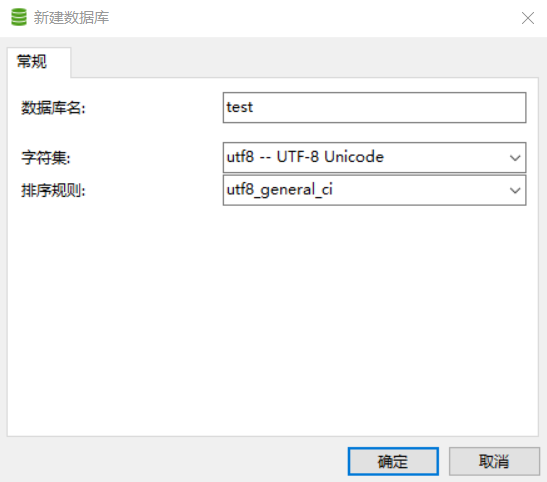 新建数据库
常规
数据库名: test
字符集: utf8 -- UTF-8 Unicode
排序规则: utf8_general_ci
确定 取消